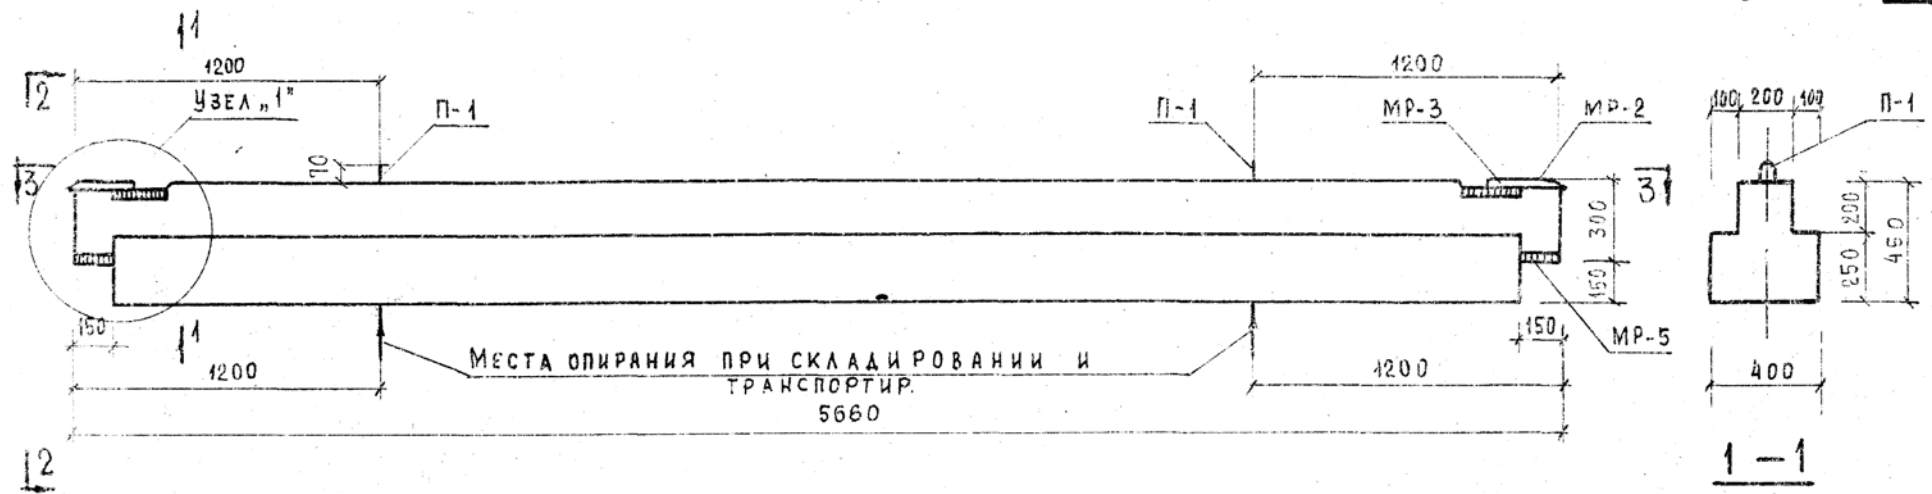 1
1200
1200
2
УЗЕЛ „1"
П-1
П-1
МР-3
МР-2
100 200 100
П-1
70
3
3
300
200
250
450
150
150
1
150
МР-5
МЕСТА ОПИРАНИЯ ПРИ СКЛАДИРОВАНИИ И
ТРАНСПОРТИР.
1200
1200
400
5660
2
1-1